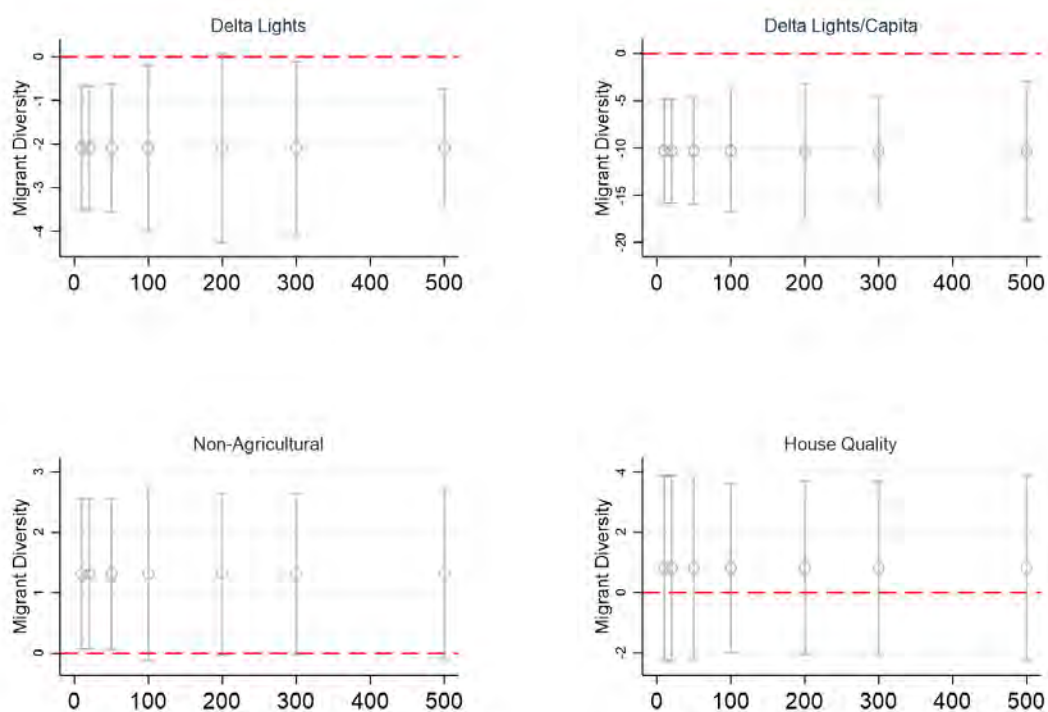 Delta Lights
Migrant Diversity
0
-1
-2
-3
-4
0 100 200 300 400 500
Delta Lights/Capita
Migrant Diversity
0
-5
-10
-15
-20
0 100 200 300 400 500
Non-Agricultural
Migrant Diversity
3
2
1
0
0 100 200 300 400 500
House Quality
Migrant Diversity
4
2
0
-2
0 100 200 300 400 500